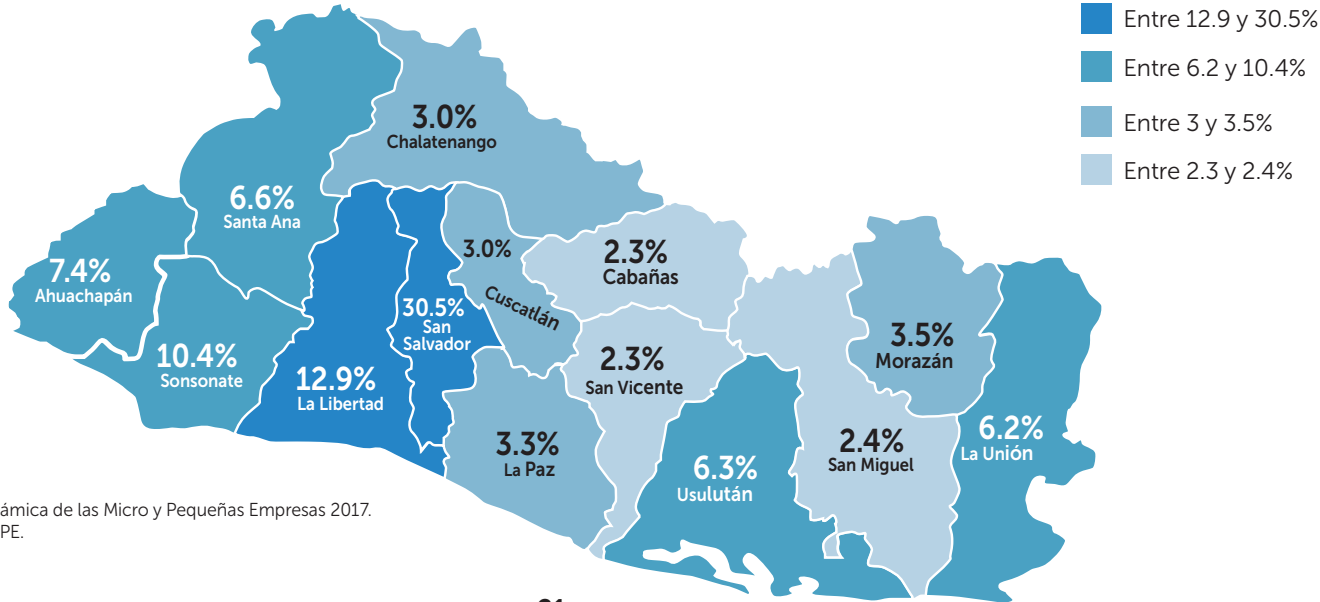 Entre 12.9 y 30.5%
Entre 6.2 y 10.4%
Entre 3 y 3.5%
Entre 2.3 y 2.4%
3.0%
Chalatenango
6.6%
Santa Ana
7.4%
Ahuachapán
10.4%
Sonsonate
12.9%
La Libertad
30.5%
San
Salvador
3.0%
Cuscatlán
2.3%
Cabañas
2.3%
San Vicente
3.3%
La Paz
3.5%
Morazán
2.4%
San Miguel
6.2%
La Unión
6.3%
Usulután
ámica de las Micro y Pequeñas Empresas 2017.
PE.